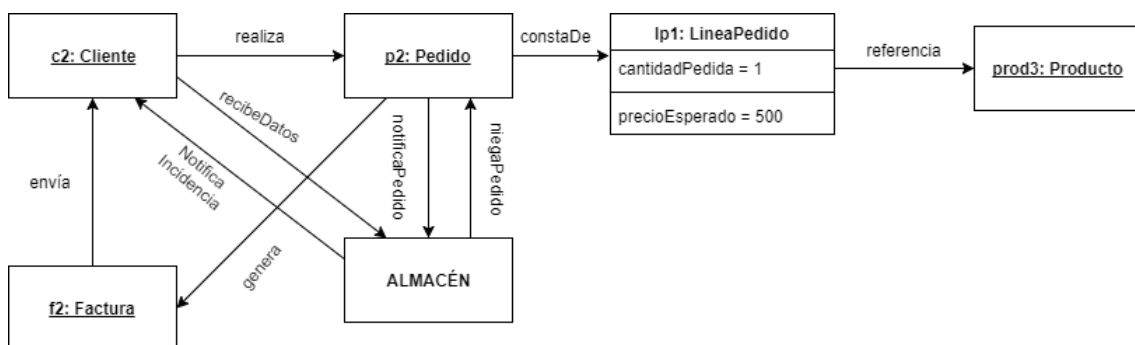 c2: Cliente
realiza
p2: Pedido
constaDe
lp1: LineaPedido
cantidadPedida = 1
precioEsperado = 500
referencia
prod3: Producto
recibeDatos
Notifica
Incidencia
notificaPedido
niegaPedido
envía
genera
f2: Factura
ALMACÉN